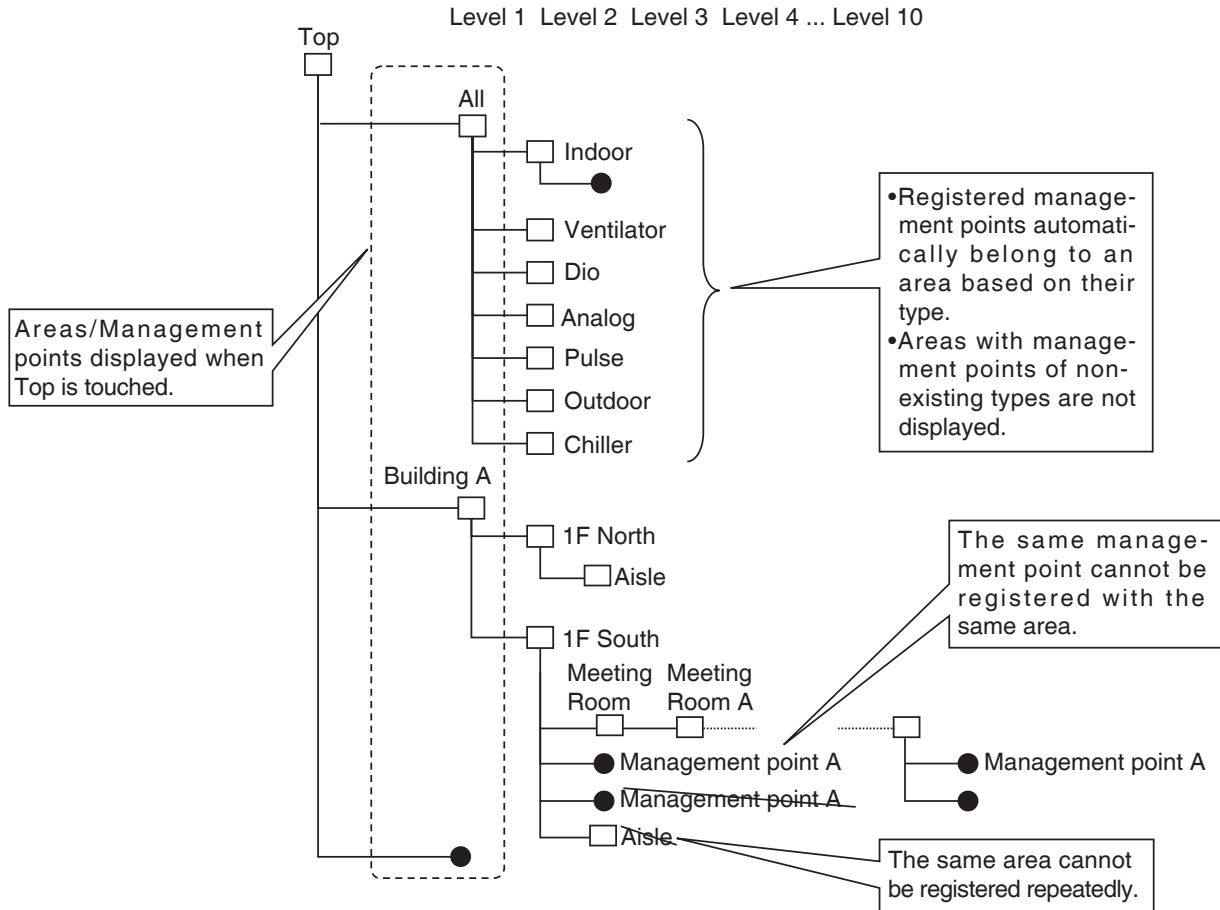 Level 1 Level 2 Level 3 Level 4 ... Level 10
Top
All
Indoor
Ventilator
Dio
Analog
Pulse
Outdoor
Chiller
•Registered manage-
ment points automati-
cally belong to an
area based on their
type.
•Areas with manage-
ment points of non-
existing types are not
displayed.
Areas/Management
points displayed when
Top is touched.
Building A
1F North
Aisle
The same manage-
ment point cannot be
registered with the
same area.
1F South
Meeting
Room
Meeting
Room A
Management point A
Management point A
Management point A
Aisle
The same area cannot
be registered repeatedly.